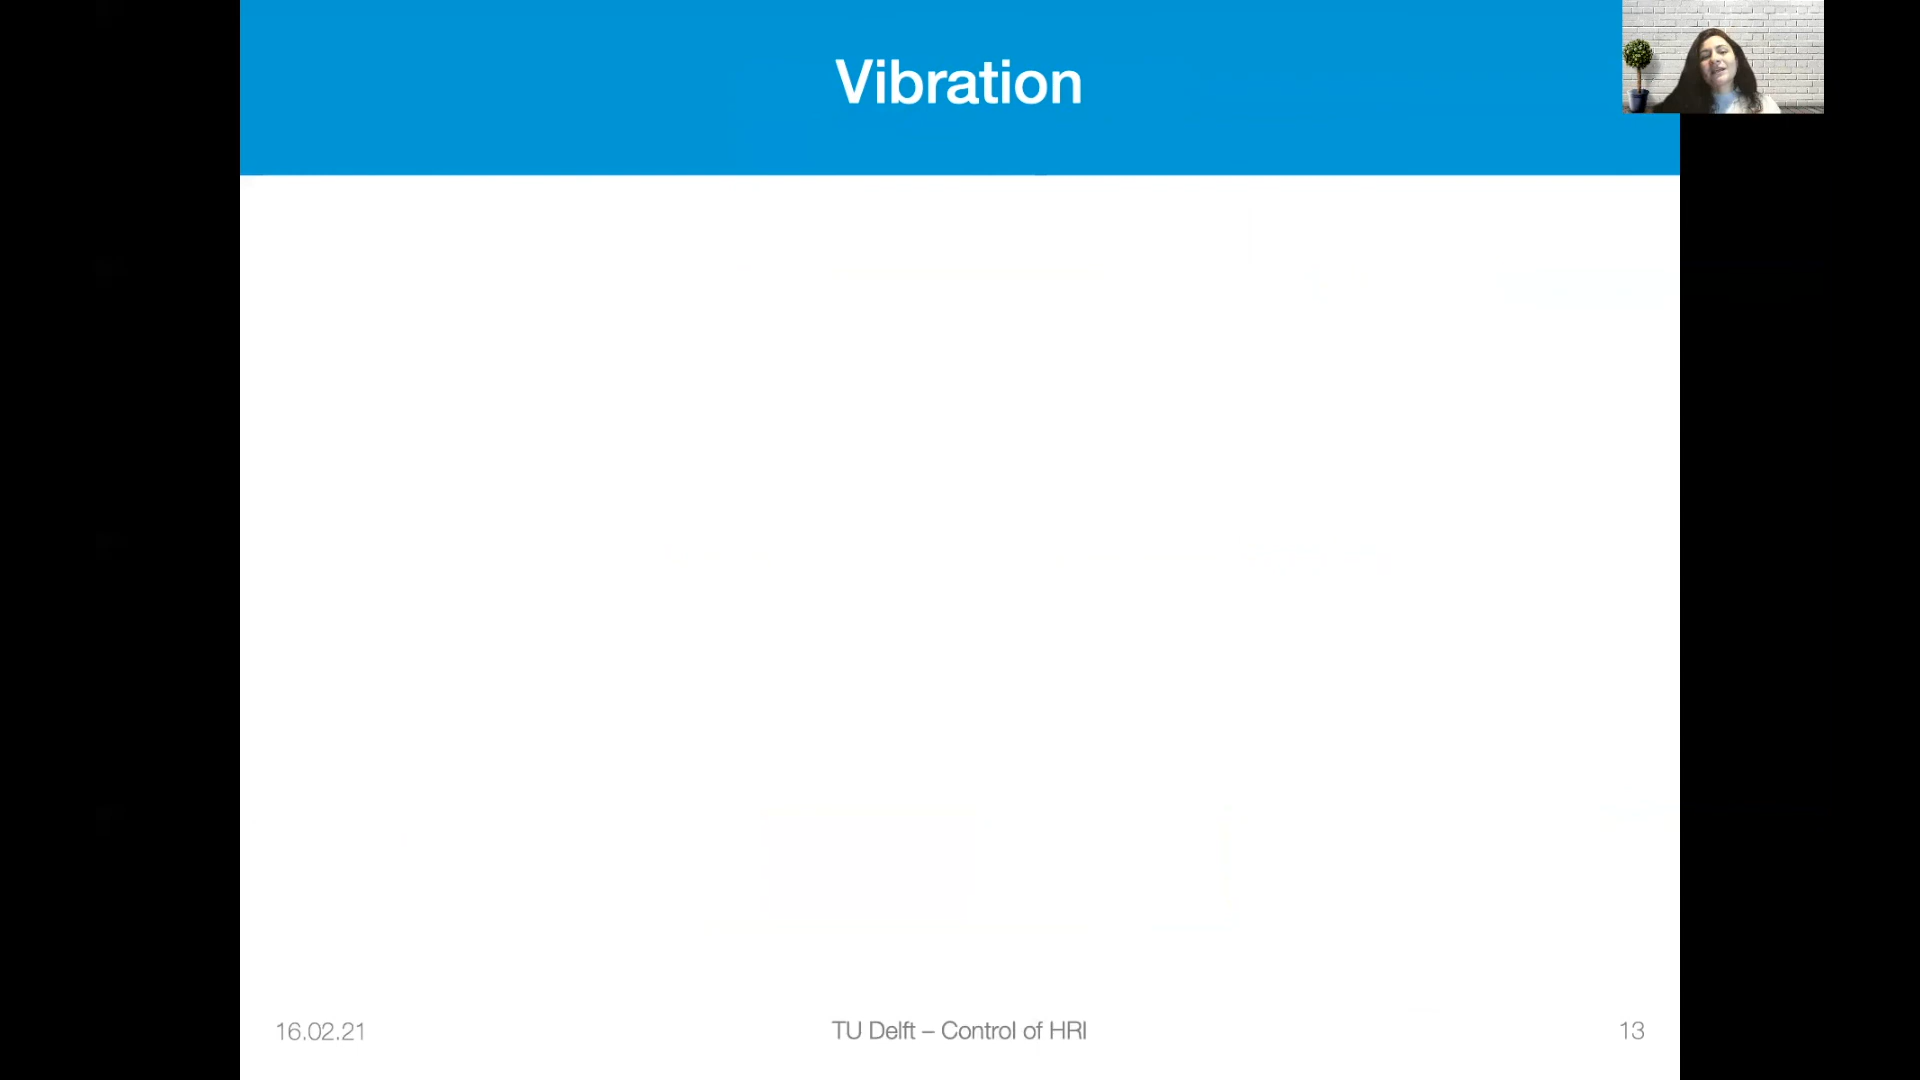 Vibration
16.02.21
TU Delft – Control of HRI
13